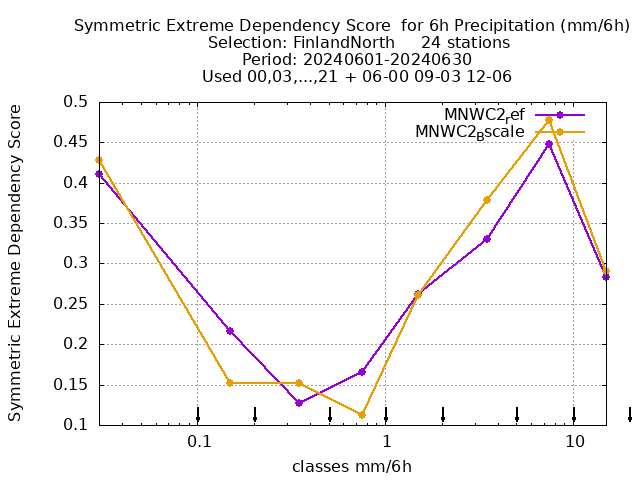 Symmetric Extreme Dependency Score  for 6h Precipitation (mm/6h)
Selection: FinlandNorth     24 stations
Period: 20240601-20240630
Used 00,03,...,21 + 06-00 09-03 12-06
Symmetric Extreme Dependency Score
0.5
0.45
0.4
0.35
0.3
0.25
0.2
0.15
0.1
MNWC2_ref
MNWC2_Bscale
0.1
1
10
classes mm/6h